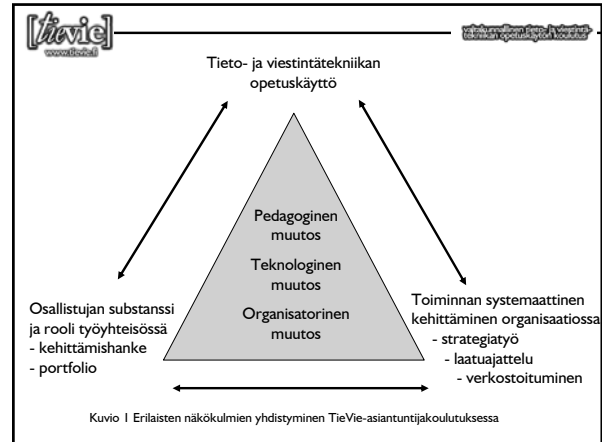 [tievie]
www.tievie.fi
valtakunnallinen tieto- ja viestintä-
tekniikan opetuskäytön koulutus
Tieto- ja viestintätekniikan
opetuskäyttö
Pedagoginen
muutos
Teknologinen
muutos
Organisatorinen
muutos
Osallistujan substanssi
ja rooli työyhteisössä
- kehittämishanke
- portfolio
Toiminnan systemaattinen
kehittäminen organisaatiossa
- strategiatyö
- laatuajattelu
- verkostoituminen
Kuvio 1 Erilaisten näkökulmien yhdistyminen TieVie-asiantuntijakoulutuksessa